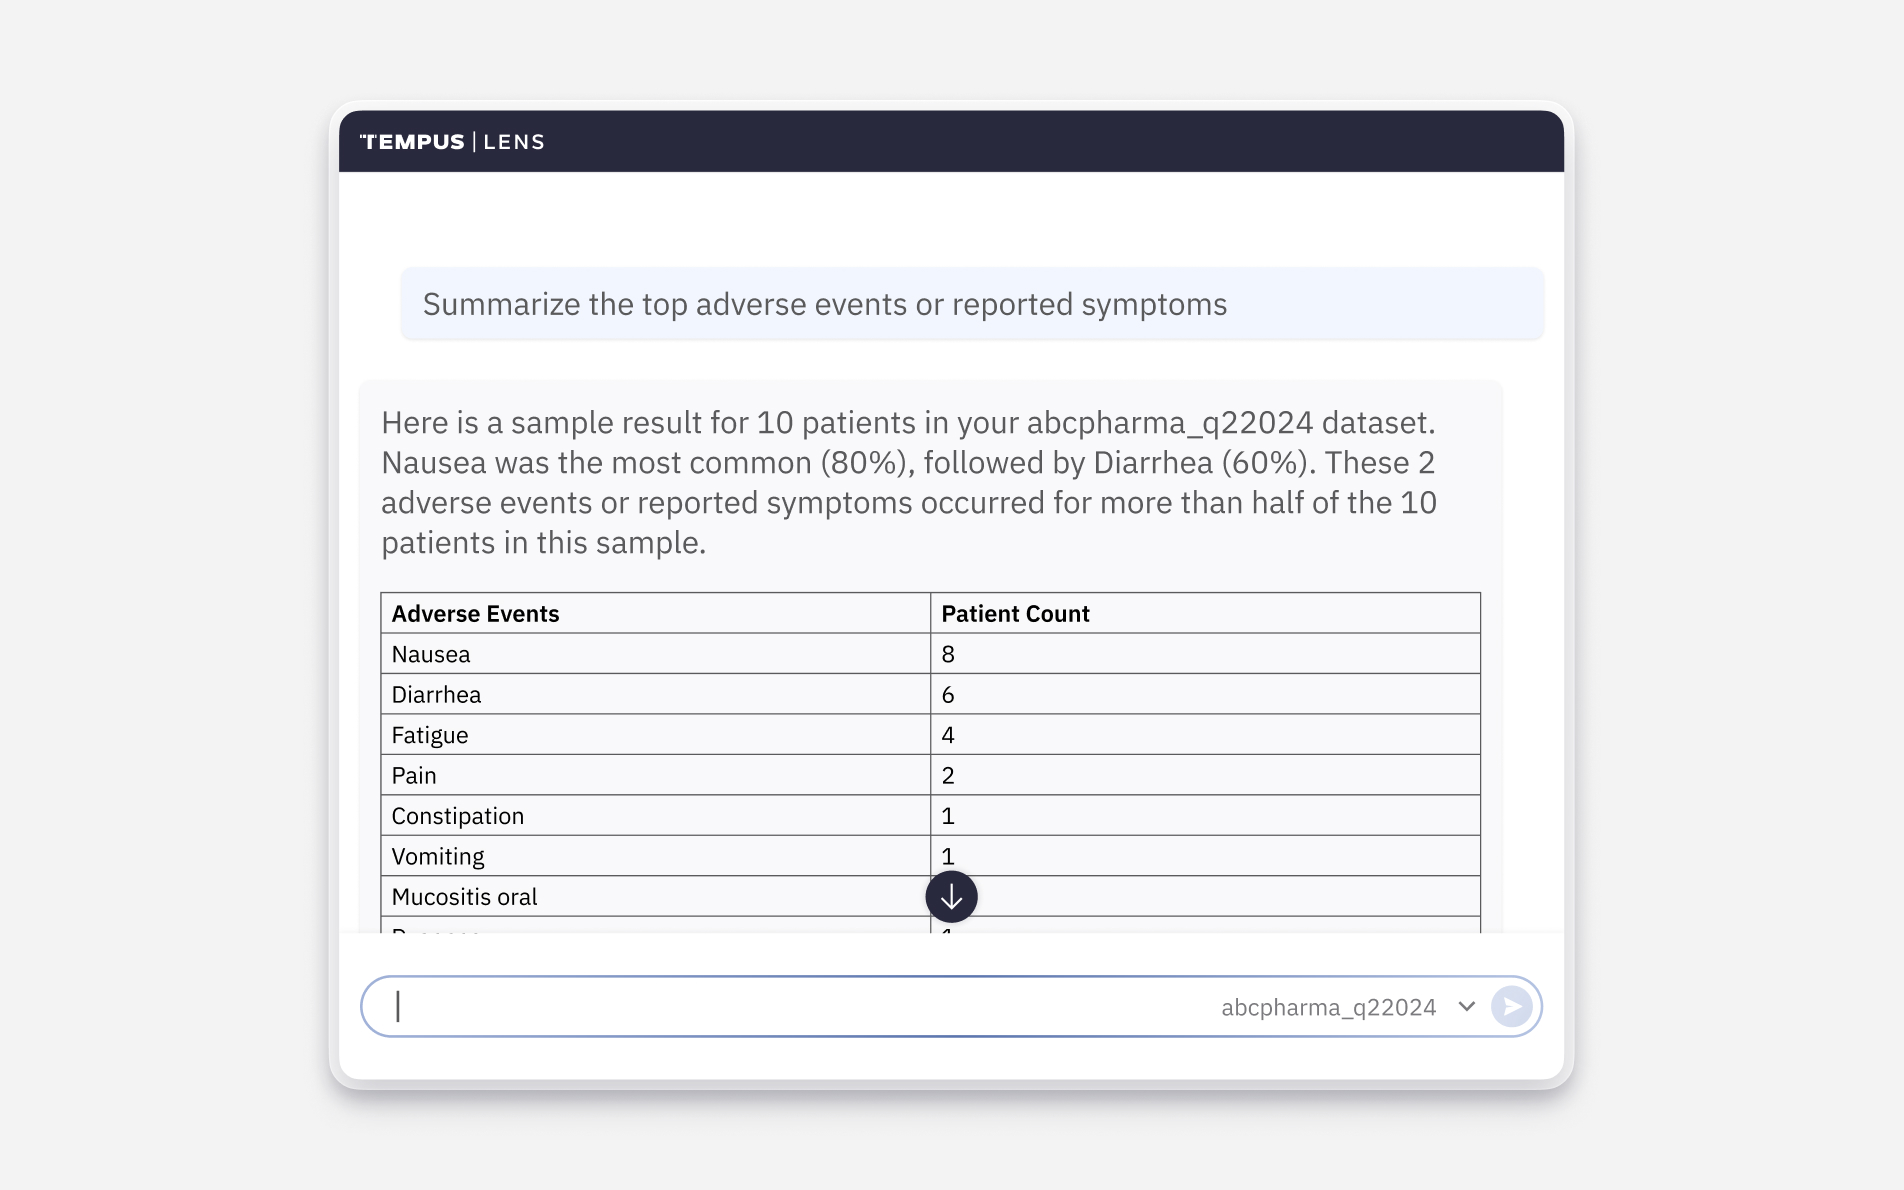 TEMPUS | LENS
Summarize the top adverse events or reported symptoms
Here is a sample result for 10 patients in your abcpharma_q22024 dataset.
Nausea was the most common (80%), followed by Diarrhea (60%). These 2
adverse events or reported symptoms occurred for more than half of the 10
patients in this sample.
Adverse Events Patient Count
Nausea 8
Diarrhea 6
Fatigue 4
Pain 2
Constipation 1
Vomiting 1
Mucositis oral
abcpharma_q22024